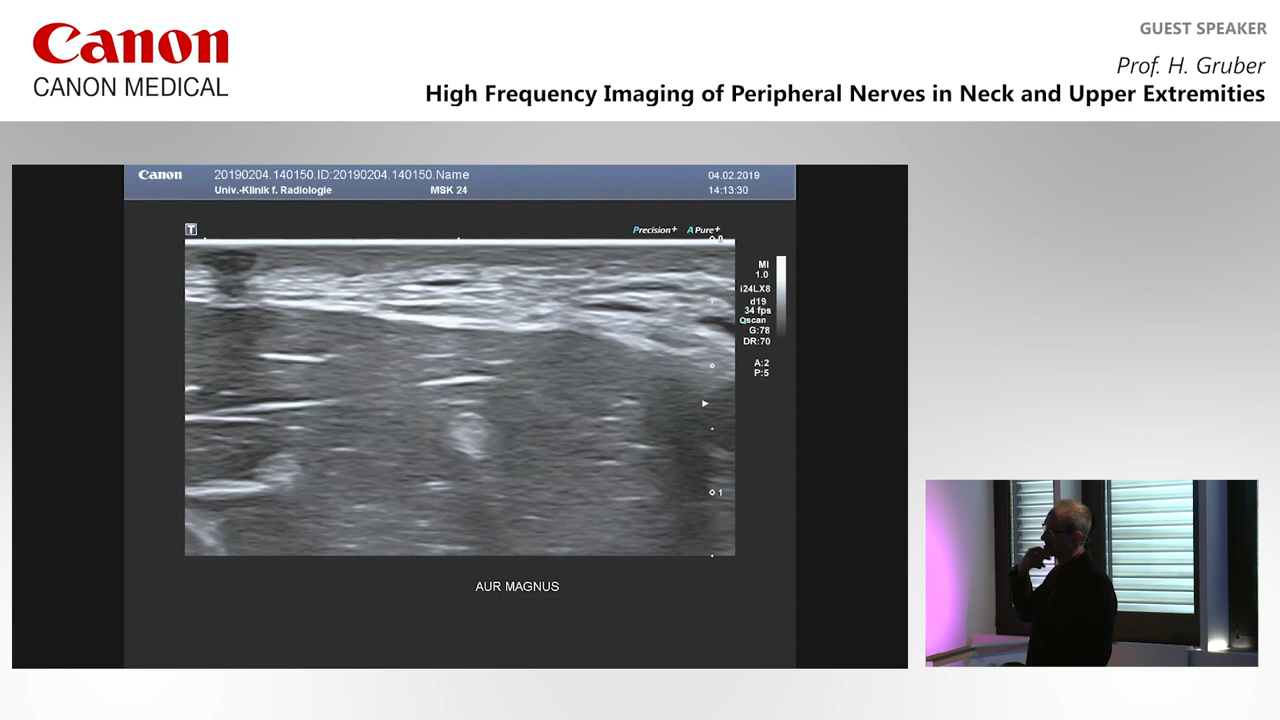 Canon
CANON MEDICAL
GUEST SPEAKER
Prof. H. Gruber
High Frequency Imaging of Peripheral Nerves in Neck and Upper Extremities
Canon
20190204.140150.ID:20190204.140150.Name
04.02.2019
Univ.-Klinik f. Radiologie
MSK 24
14:13:30
T
Precision+
APure+
0
MI
1.0
i24LX8
d19
34 fps
Qscan
G:78
DR:70
A:2
P:5
1
AUR MAGNUS